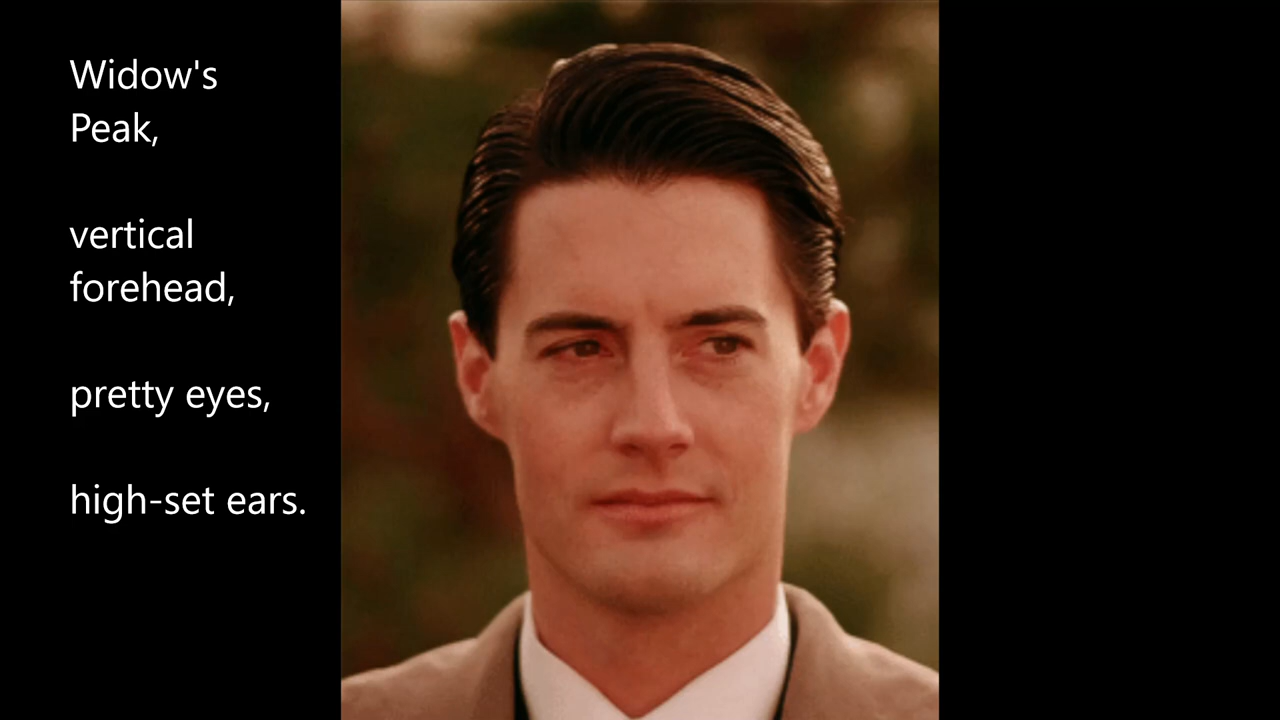 Widow's
Peak,
vertical
forehead,
pretty eyes,
high-set ears.